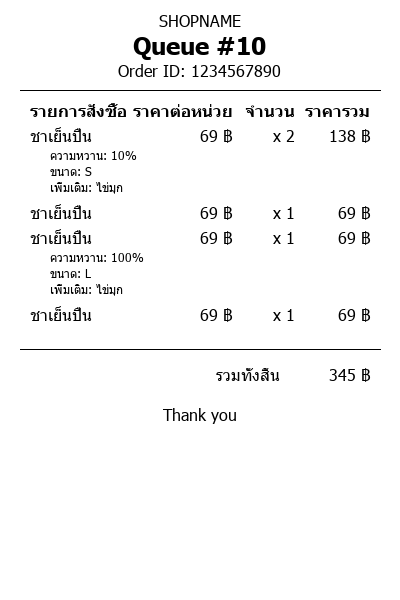 SHOPNAME
Queue #10
Order ID: 1234567890
รายการสั่งซื้อ ราคาต่อหน่วย จำนวน ราคารวม
ชาเย็นปั่น 69 ฿ x 2 138 ฿
ความหวาน: 10%
ขนาด: S
เพิ่มเติม: ไข่มุก
ชาเย็นปั่น 69 ฿ x 1 69 ฿
ชาเย็นปั่น 69 ฿ x 1 69 ฿
ความหวาน: 100%
ขนาด: L
เพิ่มเติม: ไข่มุก
ชาเย็นปั่น 69 ฿ x 1 69 ฿
รวมทั้งสิ้น 345 ฿
Thank you